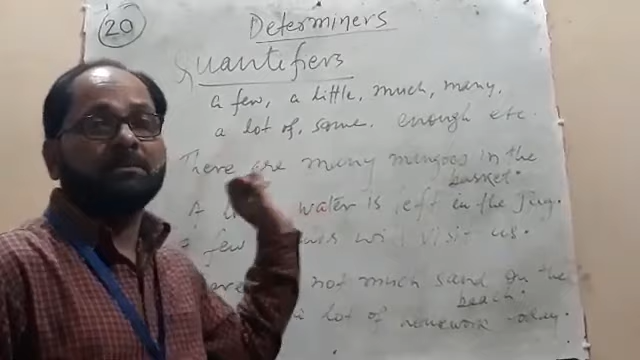 20
Determiners
Quantifiers
a few, a little, much, many,
a lot of, some, enough etc.
There are many mangoes in the
basket.
A water is left in the jug.
few will visit us.
not much sand on the
beach.
a lot of homework today.